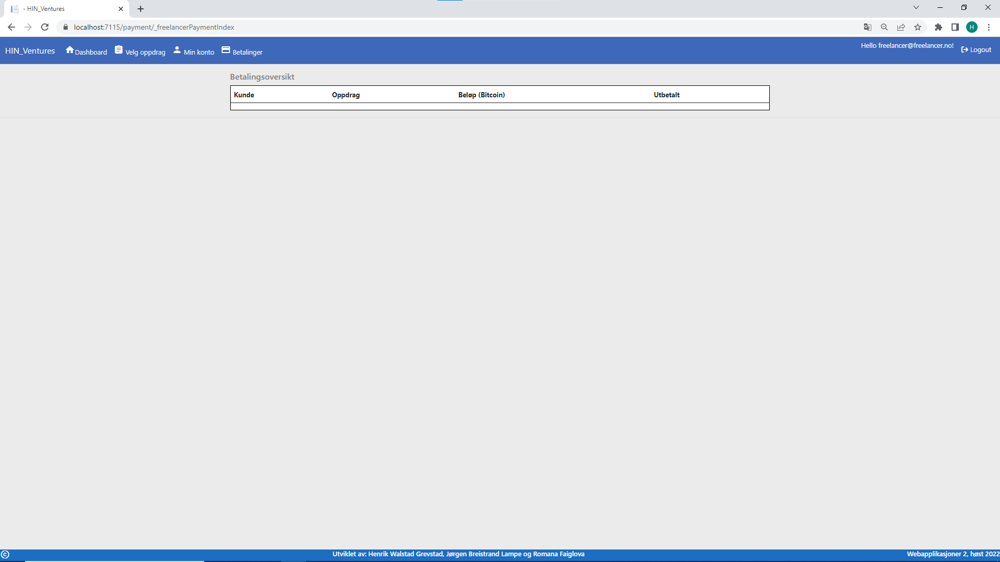 - HIN_Ventures
localhost:7115/payment/_freelancerPaymentIndex
H
HIN_Ventures Dashboard Velg oppdrag Min konto Betalinger Hello freelancer@freelancer.no! Logout
Betalingsoversikt
Kunde Oppdrag Beløp (Bitcoin) Utbetalt
© Utviklet av: Henrik Walstad Grevstad, Jørgen Breistrand Lampe og Romana Faiglova Webapplikasjoner 2, høst 2022